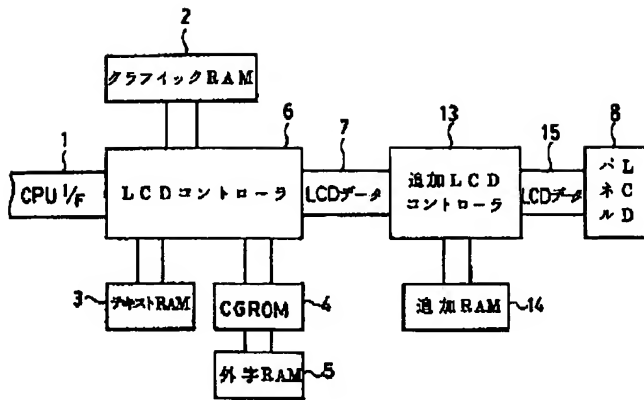 2
クラフィックRAM
1
6
7
13
15
8
CPU I/F
LCDコントローラ
LCDデータ
追加LCD
コントローラ
LCDデータ
LCD
パネル
3
テキストRAM
CGROM
4
追加RAM
14
外字RAM
5